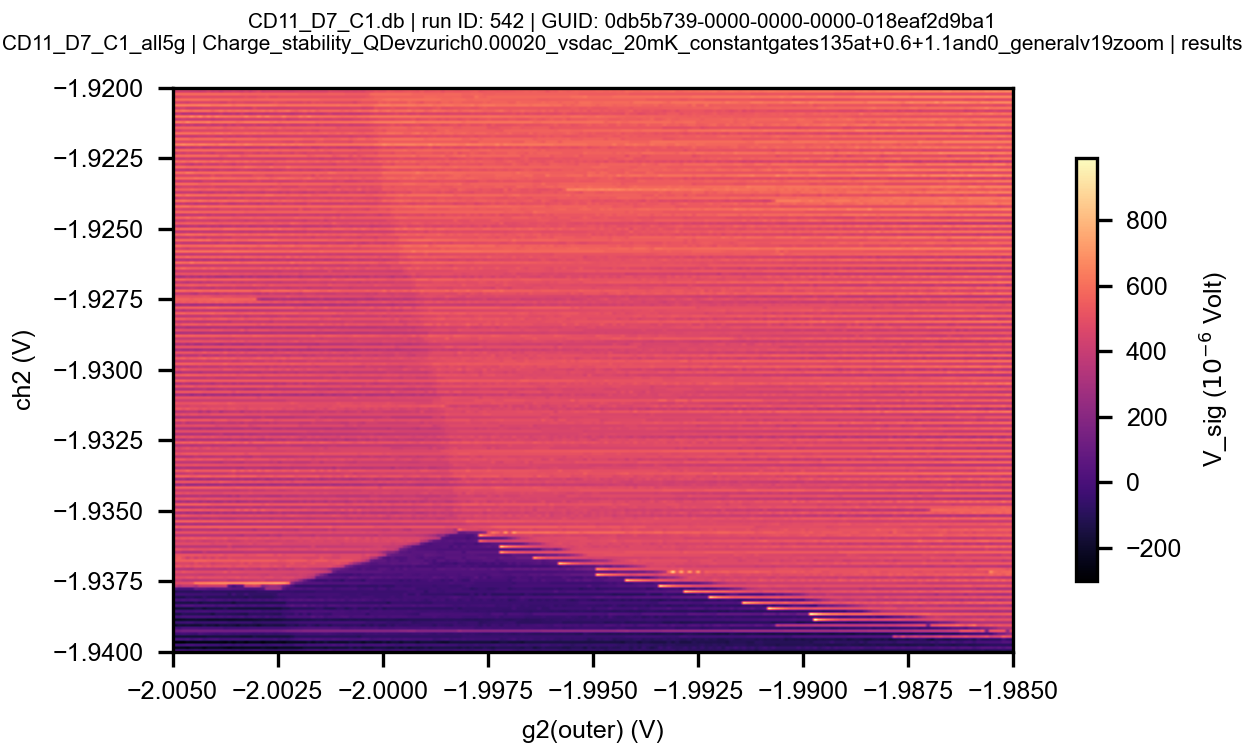 CD11_D7_C1.db | run ID: 542 | GUID: 0db5b739-0000-0000-0000-018eaf2d9ba1
CD11_D7_C1_all5g | Charge_stability_QDevzurich0.00020_vsdac_20mK_constantgates135at+0.6+1.1and0_generalv19zoom | results
−1.9200
−1.9225
−1.9250
−1.9275
−1.9300
−1.9325
−1.9350
−1.9375
−1.9400
ch2 (V)
−2.0050 −2.0025 −2.0000 −1.9975 −1.9950 −1.9925 −1.9900 −1.9875 −1.9850
g2(outer) (V)
800
600
400
200
0
−200
V_sig (10⁻⁶ Volt)